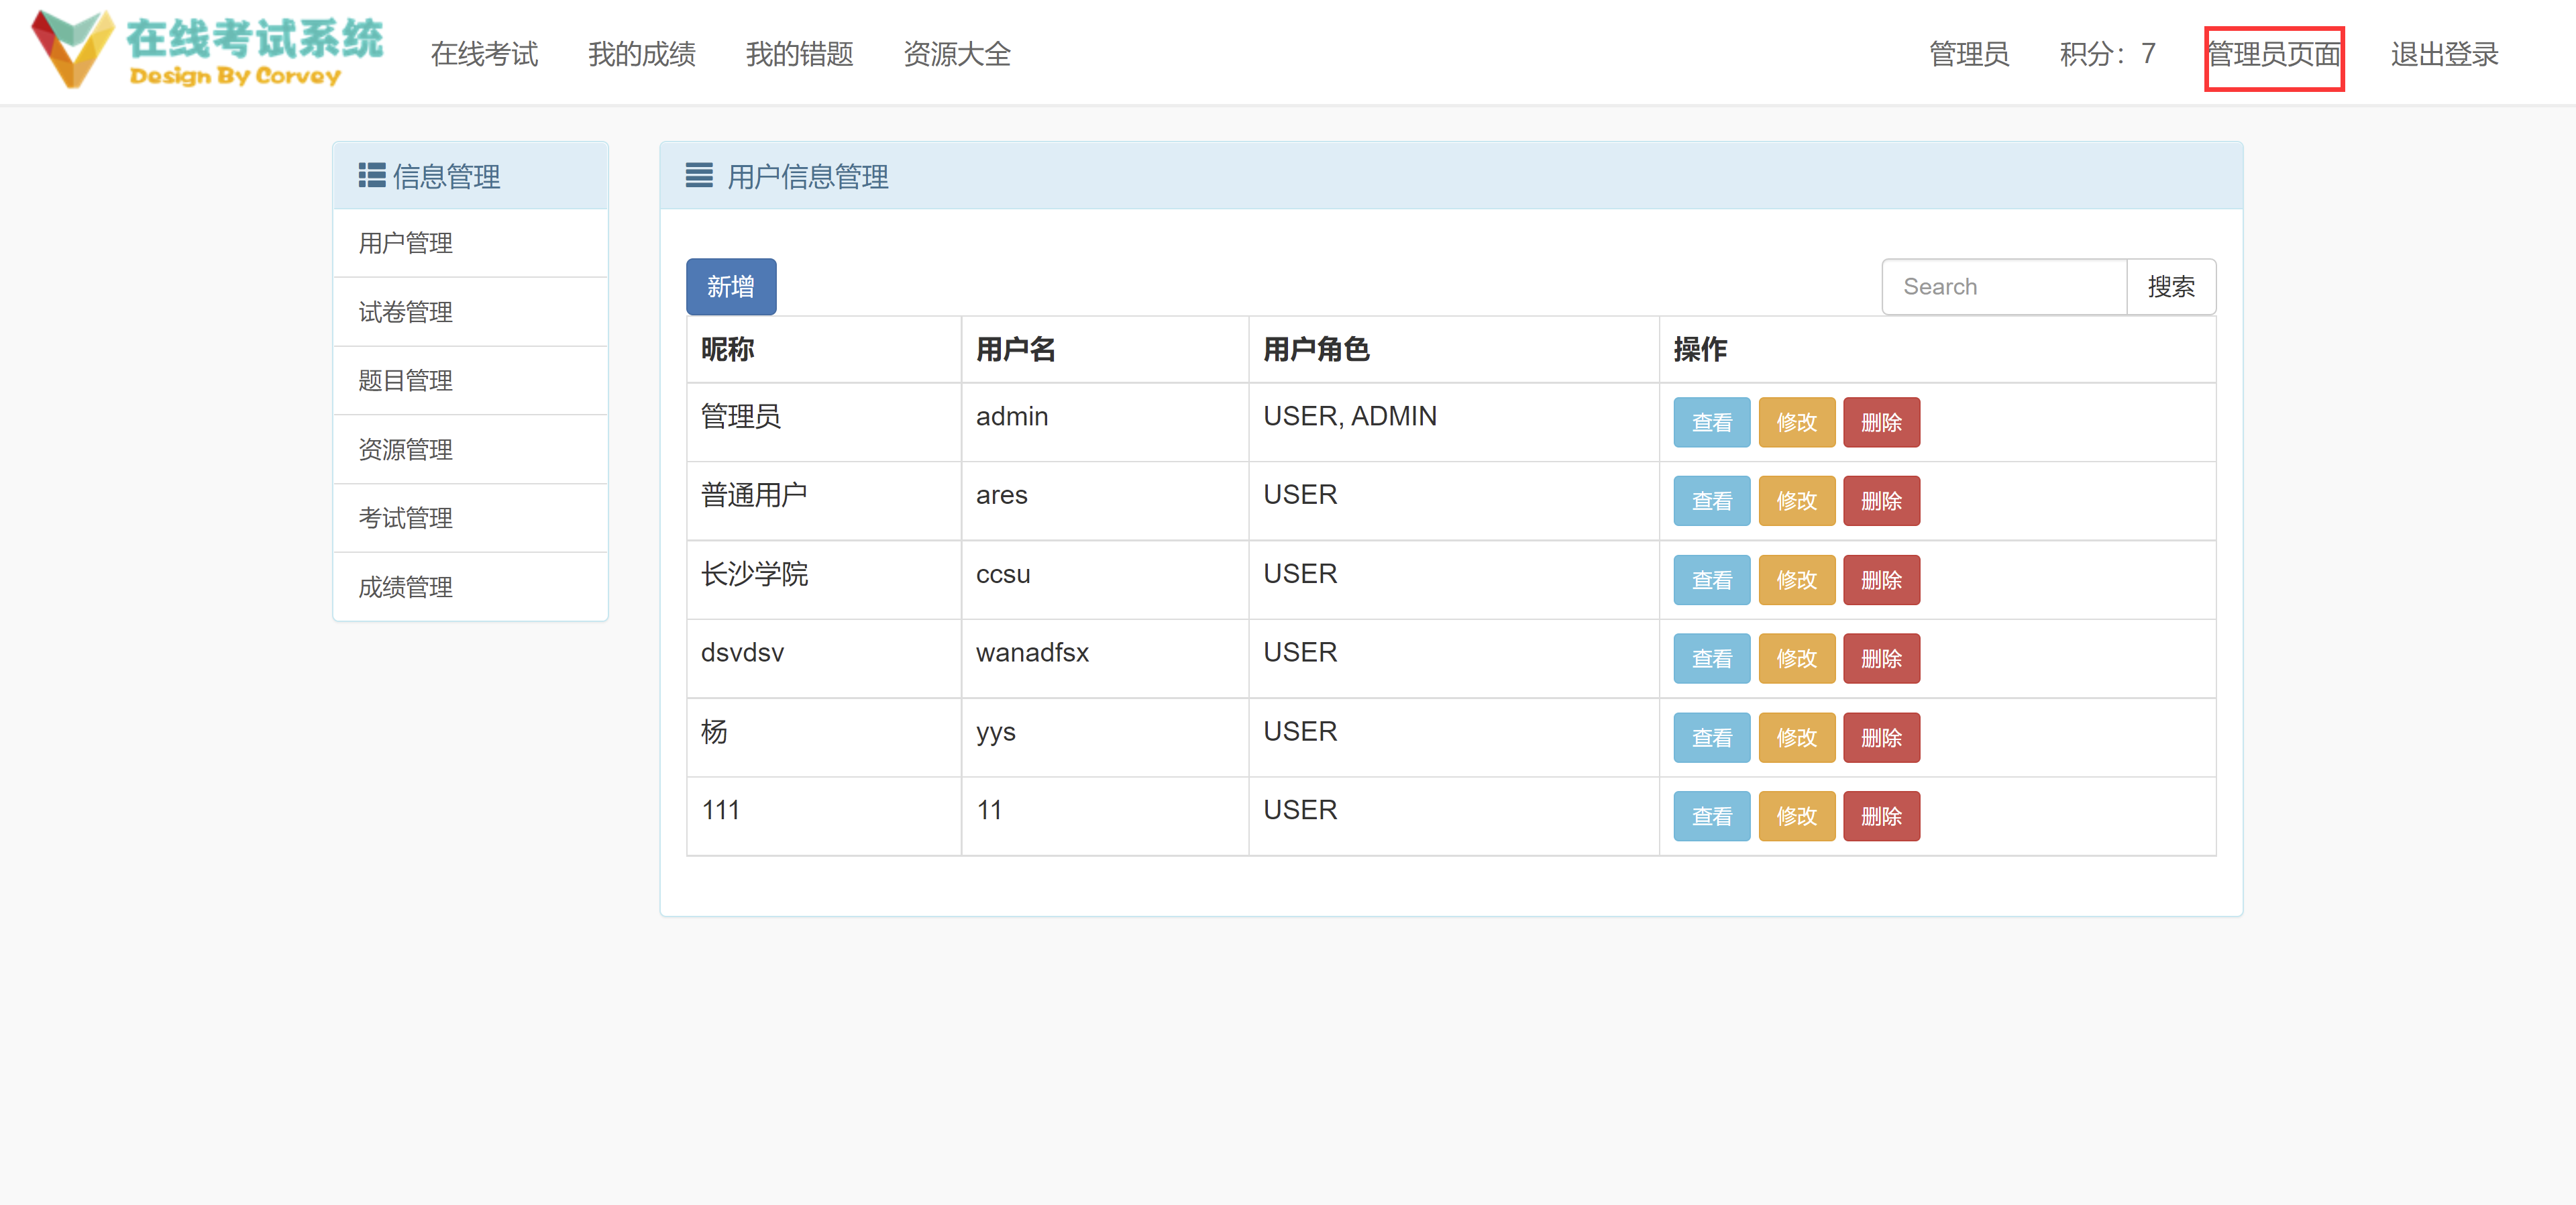 在线考试系统
Design By Corvey
在线考试 我的成绩 我的错题 资源大全 管理员 积分：7 管理员页面 退出登录
信息管理
用户管理
试卷管理
题目管理
资源管理
考试管理
成绩管理
用户信息管理
新增 Search 搜索
昵称 用户名 用户角色 操作
管理员 admin USER, ADMIN 查看 修改 删除
普通用户 ares USER 查看 修改 删除
长沙学院 ccsu USER 查看 修改 删除
dsvdsv wanadfsx USER 查看 修改 删除
杨 yys USER 查看 修改 删除
111 11 USER 查看 修改 删除